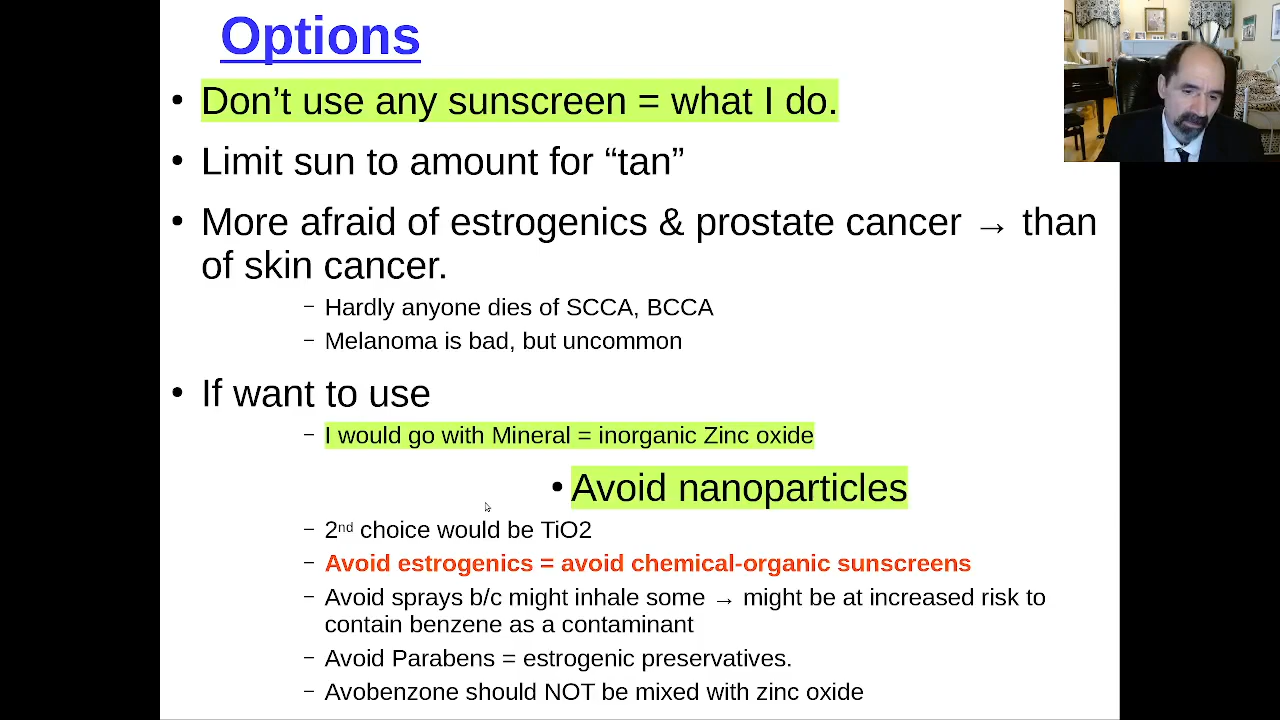 Options
• Don’t use any sunscreen = what I do.
• Limit sun to amount for “tan”
• More afraid of estrogenics & prostate cancer → than
of skin cancer.
– Hardly anyone dies of SCCA, BCCA
– Melanoma is bad, but uncommon
• If want to use
– I would go with Mineral = inorganic Zinc oxide
• Avoid nanoparticles
– 2nd choice would be TiO2
– Avoid estrogenics = avoid chemical-organic sunscreens
– Avoid sprays b/c might inhale some → might be at increased risk to
contain benzene as a contaminant
– Avoid Parabens = estrogenic preservatives.
– Avobenzone should NOT be mixed with zinc oxide